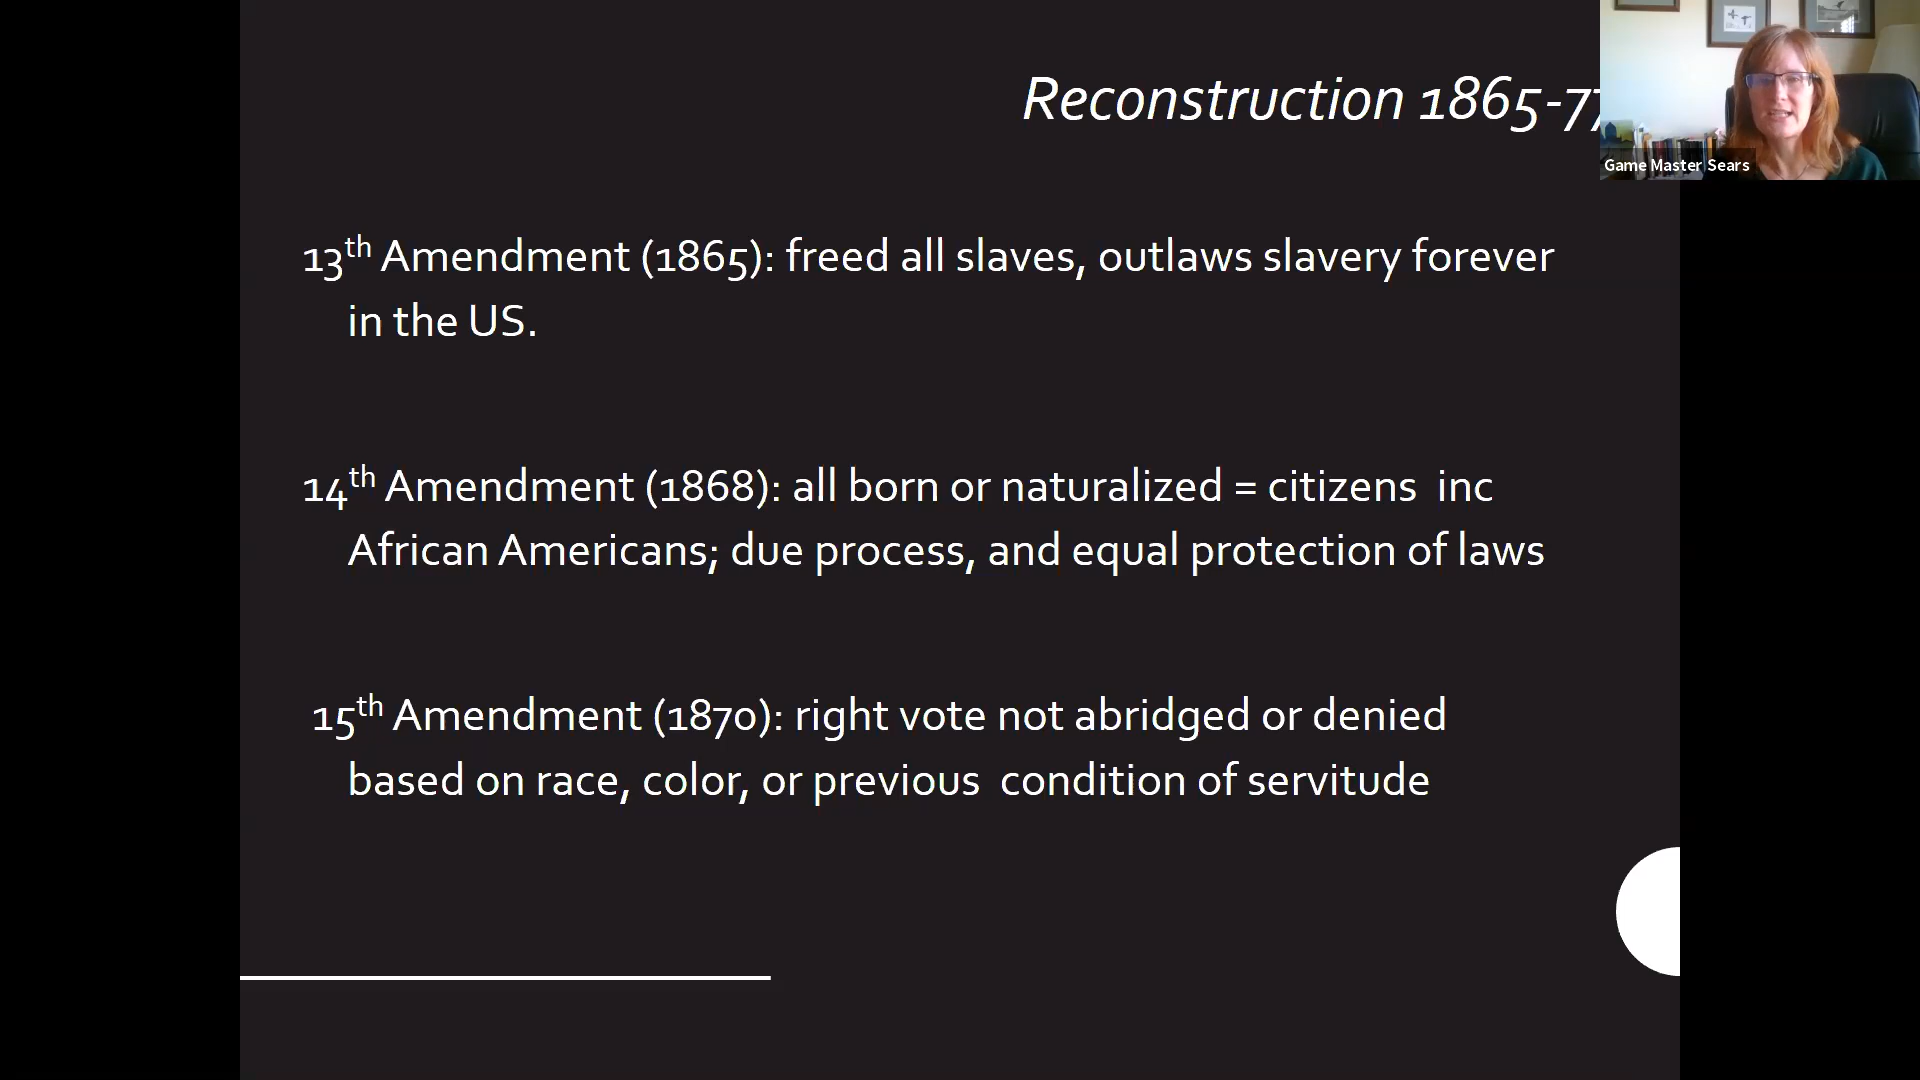 Reconstruction 1865-77
Game Master Sears
13th Amendment (1865): freed all slaves, outlaws slavery forever
in the US.
14th Amendment (1868): all born or naturalized = citizens  inc
African Americans; due process, and equal protection of laws
15th Amendment (1870): right vote not abridged or denied
based on race, color, or previous  condition of servitude